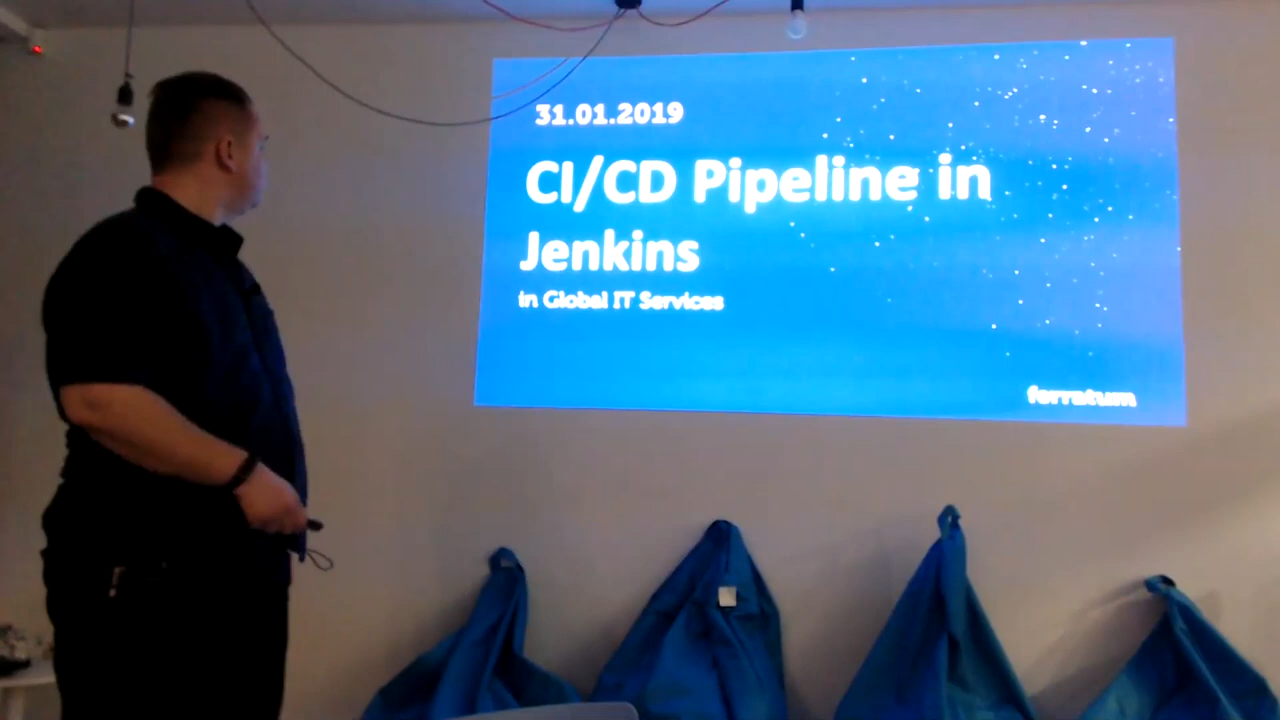 31.01.2019
CI/CD Pipeline in
Jenkins
in Global IT Services
ferratum